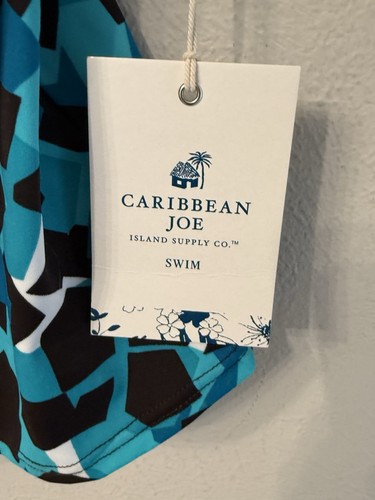 CARIBBEAN
JOE
ISLAND SUPPLY CO.™
SWIM